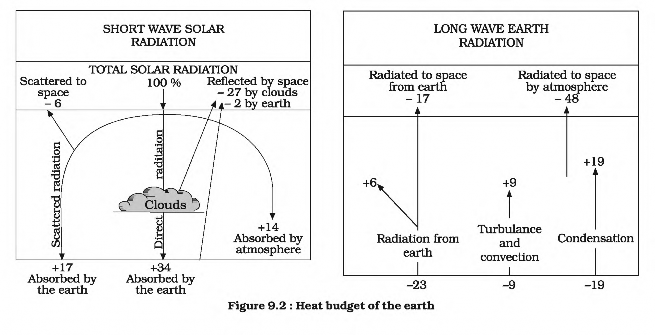 SHORT WAVE SOLAR
RADIATION
TOTAL SOLAR RADIATION
Scattered to
space
– 6
100 %
Reflected by space
– 27 by clouds
– 2 by earth
Scattered radiation
Direct raditaion
Clouds
+14
Absorbed by
atmosphere
+17
Absorbed by
the earth
+34
Absorbed by
the earth
LONG WAVE EARTH
RADIATION
Radiated to space
from earth
– 17
Radiated to space
by atmosphere
– 48
+6
+9
+19
Radiation from
earth
Turbulance
and
convection
Condensation
–23
–9
–19
Figure 9.2 : Heat budget of the earth